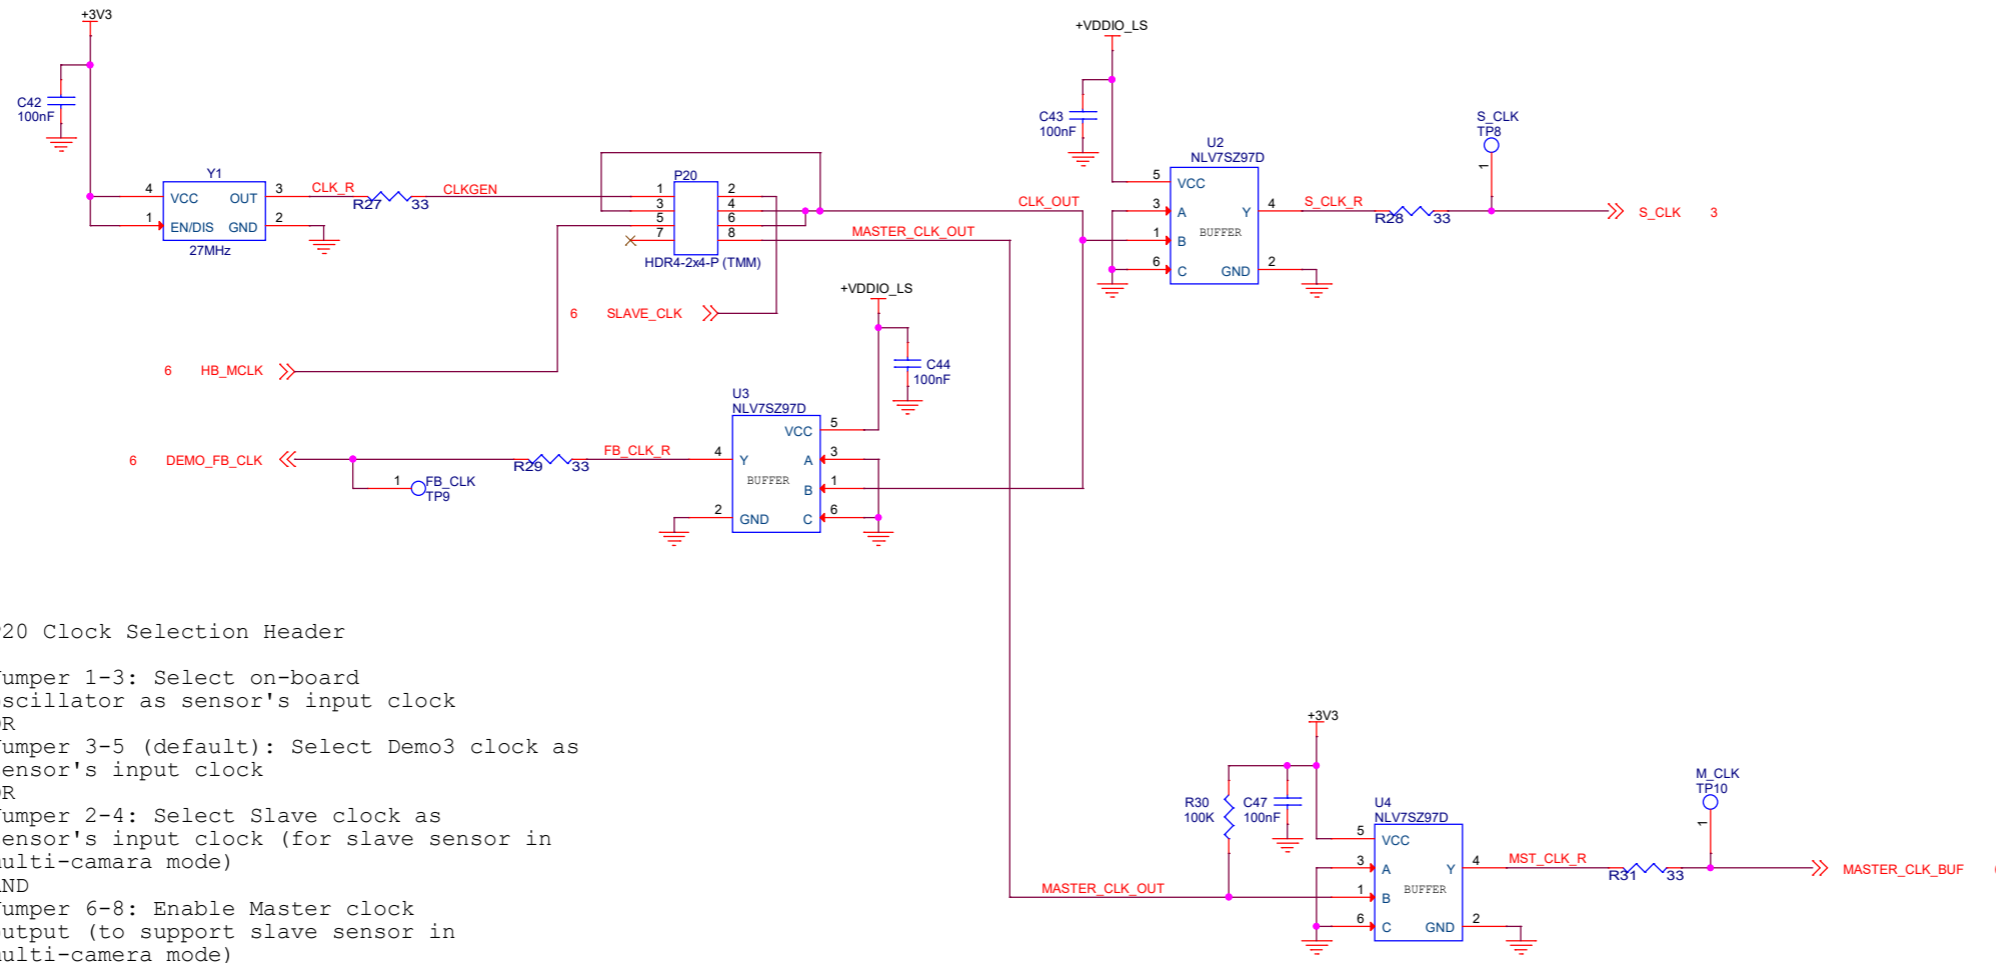 +3V3
C42
100nF
Y1
4 VCC OUT 3
1 EN/DIS GND 2
27MHz
CLK_R
R27 33
CLKGEN
P20
1 2
3 4
5 6
7 8
HDR4-2x4-P (TMM)
MASTER_CLK_OUT
CLK_OUT
6 SLAVE_CLK
6 HB_MCLK
+VDDIO_LS
C43
100nF
U2
NLV7SZ97D
5 VCC
3 A Y 4
1 B BUFFER
6 C GND 2
S_CLK_R
R28 33
S_CLK
TP8
1
S_CLK 3
+VDDIO_LS
C44
100nF
U3
NLV7SZ97D
VCC 5
4 Y A 3
BUFFER B 1
2 GND C 6
FB_CLK_R
R29 33
6 DEMO_FB_CLK
1 FB_CLK
TP9
20 Clock Selection Header
umper 1-3: Select on-board
scillator as sensor's input clock
R
umper 3-5 (default): Select Demo3 clock as
ensor's input clock
R
umper 2-4: Select Slave clock as
ensor's input clock (for slave sensor in
ulti-camara mode)
ND
umper 6-8: Enable Master clock
utput (to support slave sensor in
ulti-camera mode)
+3V3
R30
100K
C47
100nF
MASTER_CLK_OUT
U4
NLV7SZ97D
5 VCC
3 A Y 4
1 B BUFFER
6 C GND 2
MST_CLK_R
R31 33
M_CLK
TP10
1
MASTER_CLK_BUF